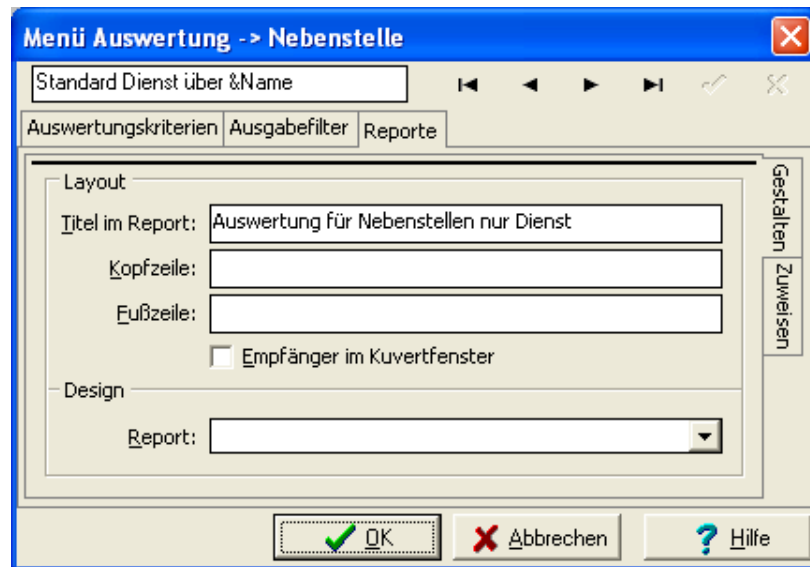 Menü Auswertung -> Nebenstelle
Standard Dienst über &Name
Auswertungskriterien Ausgabefilter Reporte
Gestalten
Zuweisen
Layout
Titel im Report: Auswertung für Nebenstellen nur Dienst
Kopfzeile:
Fußzeile:
Empfänger im Kuvertfenster
Design
Report:
OK Abbrechen Hilfe